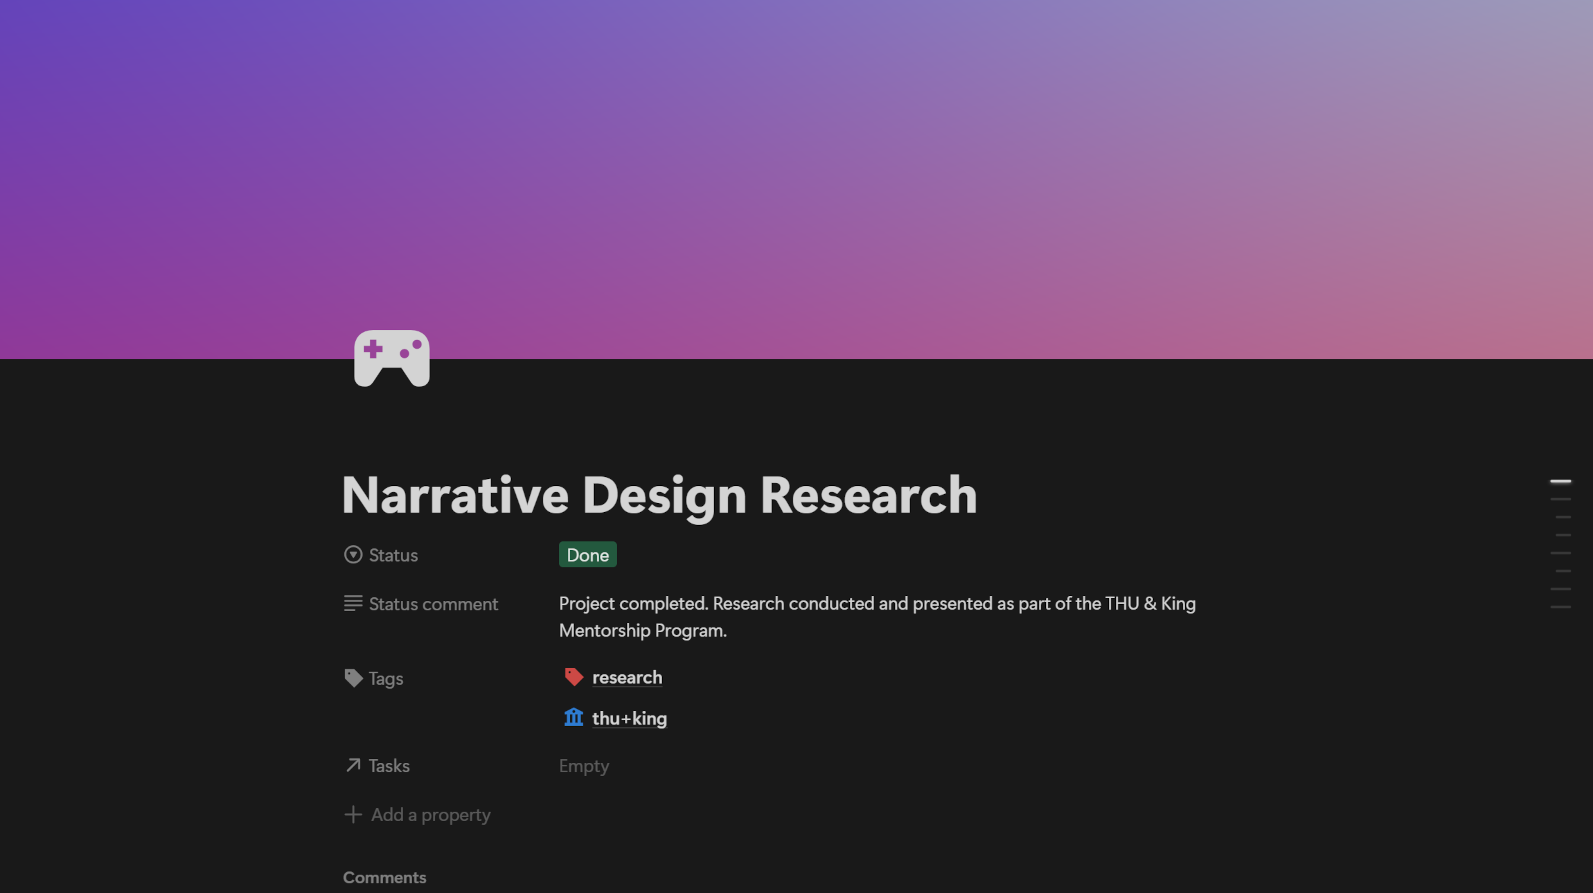 Narrative Design Research
Status
Done
Status comment
Project completed. Research conducted and presented as part of the THU & King
Mentorship Program.
Tags
research
thu+king
Tasks
Empty
Add a property
Comments